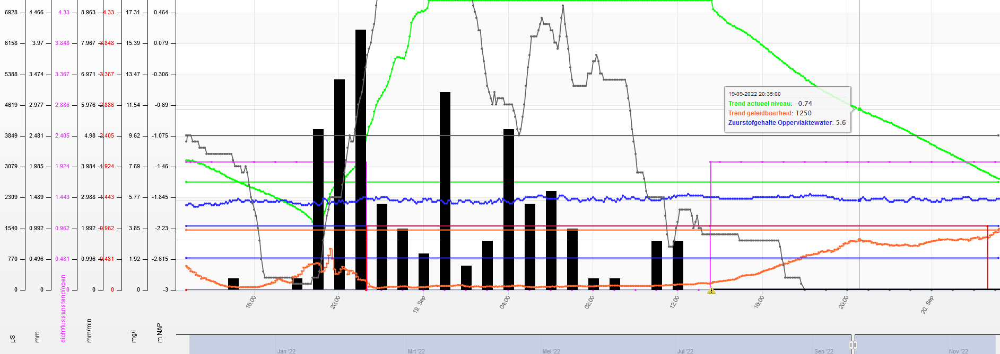 6928 4.466 4.33 8.963 4.33 17.31 0.464
6158 3.97 3.848 7.967 3.848 15.39 0.079
5388 3.474 3.367 6.971 3.367 13.47 -0.306
4619 2.977 2.886 5.976 2.886 11.54 -0.69
3849 2.481 2.405 4.98 2.405 9.62 -1.075
3079 1.985 1.924 3.984 1.924 7.69 -1.46
2309 1.489 1.443 2.988 1.443 5.77 -1.845
1540 0.992 0.962 1.992 0.962 3.85 -2.23
770 0.496 0.481 0.996 0.481 1.92 -2.615
0 0 0 0 0 0 -3
19-09-2022 20:35:00
Trend actueel niveau: -0.74
Trend geleidbaarheid: 1250
Zuurstofgehalte Oppervlaktewater: 5.6
16:00 20:00 19. Sep 04:00 08:00 12:00 16:00 20:00 20. Sep
µS mm dicht/tussenstand/open mm/min mg/l m NAP
Jan '22 Mrt '22 Mei '22 Jul '22 Sep '22 Nov '22